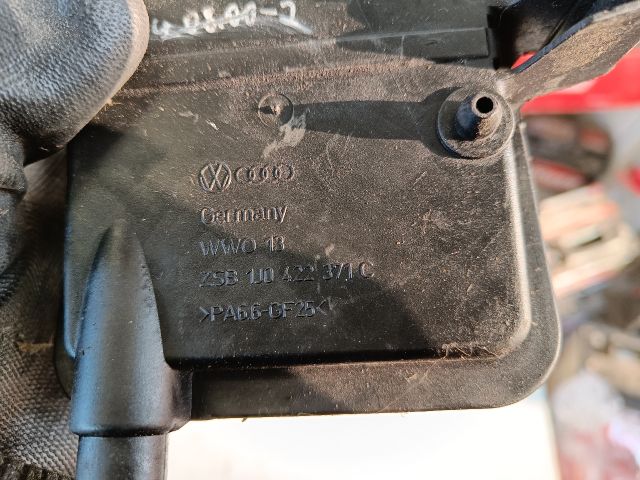 Germany
WWO 13
ZSB 1J0 422 371 C
>PA66-GF25<